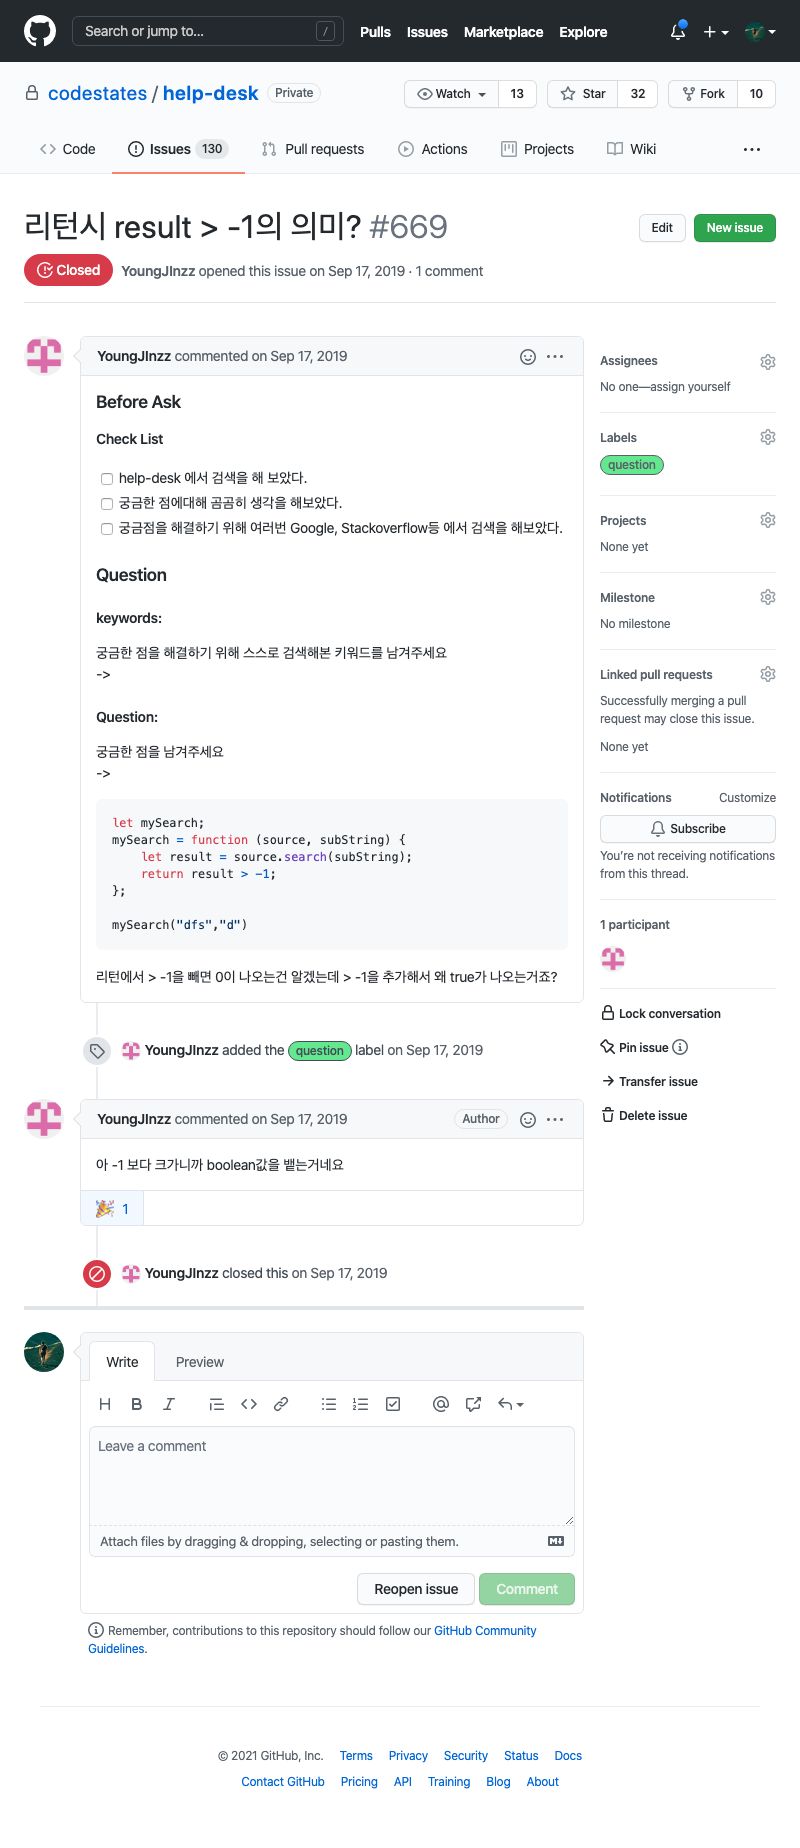 Search or jump to... /
Pulls Issues Marketplace Explore
codestates / help-desk Private
Watch 13 Star 32 Fork 10
Code Issues 130 Pull requests Actions Projects Wiki
리턴시 result > -1의 의미? #669
Edit New issue
Closed YoungJInzz opened this issue on Sep 17, 2019 · 1 comment
YoungJInzz commented on Sep 17, 2019
Before Ask
Check List
help-desk 에서 검색을 해 보았다.
궁금한 점에대해 곰곰히 생각을 해보았다.
궁금점을 해결하기 위해 여러번 Google, Stackoverflow등 에서 검색을 해보았다.
Question
keywords:
궁금한 점을 해결하기 위해 스스로 검색해본 키워드를 남겨주세요
->
Question:
궁금한 점을 남겨주세요
->
let mySearch;
mySearch = function (source, subString) {
let result = source.search(subString);
return result > -1;
};
mySearch("dfs","d")
리턴에서 > -1을 빼면 0이 나오는건 알겠는데 > -1을 추가해서 왜 true가 나오는거죠?
YoungJInzz added the question label on Sep 17, 2019
YoungJInzz commented on Sep 17, 2019 Author
아 -1 보다 크가니까 boolean값을 뱉는거네요
1
YoungJInzz closed this on Sep 17, 2019
Write Preview
H B I
Leave a comment
Attach files by dragging & dropping, selecting or pasting them.
Reopen issue Comment
Remember, contributions to this repository should follow our GitHub Community
Guidelines.
Assignees
No one—assign yourself
Labels
question
Projects
None yet
Milestone
No milestone
Linked pull requests
Successfully merging a pull
request may close this issue.
None yet
Notifications Customize
Subscribe
You're not receiving notifications
from this thread.
1 participant
Lock conversation
Pin issue
Transfer issue
Delete issue
© 2021 GitHub, Inc. Terms Privacy Security Status Docs
Contact GitHub Pricing API Training Blog About